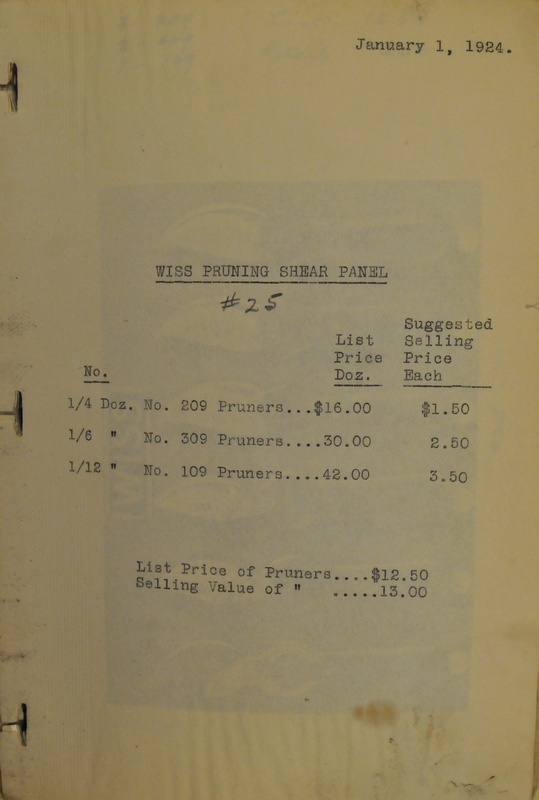 January 1, 1924.
WISS PRUNING SHEAR PANEL
#25
Suggested
List Selling
Price Price
No. Doz. Each
1/4 Doz. No. 209 Pruners...$16.00 $1.50
1/6 " No. 309 Pruners....30.00 2.50
1/12 " No. 109 Pruners....42.00 3.50
List Price of Pruners....$12.50
Selling Value of " .....13.00